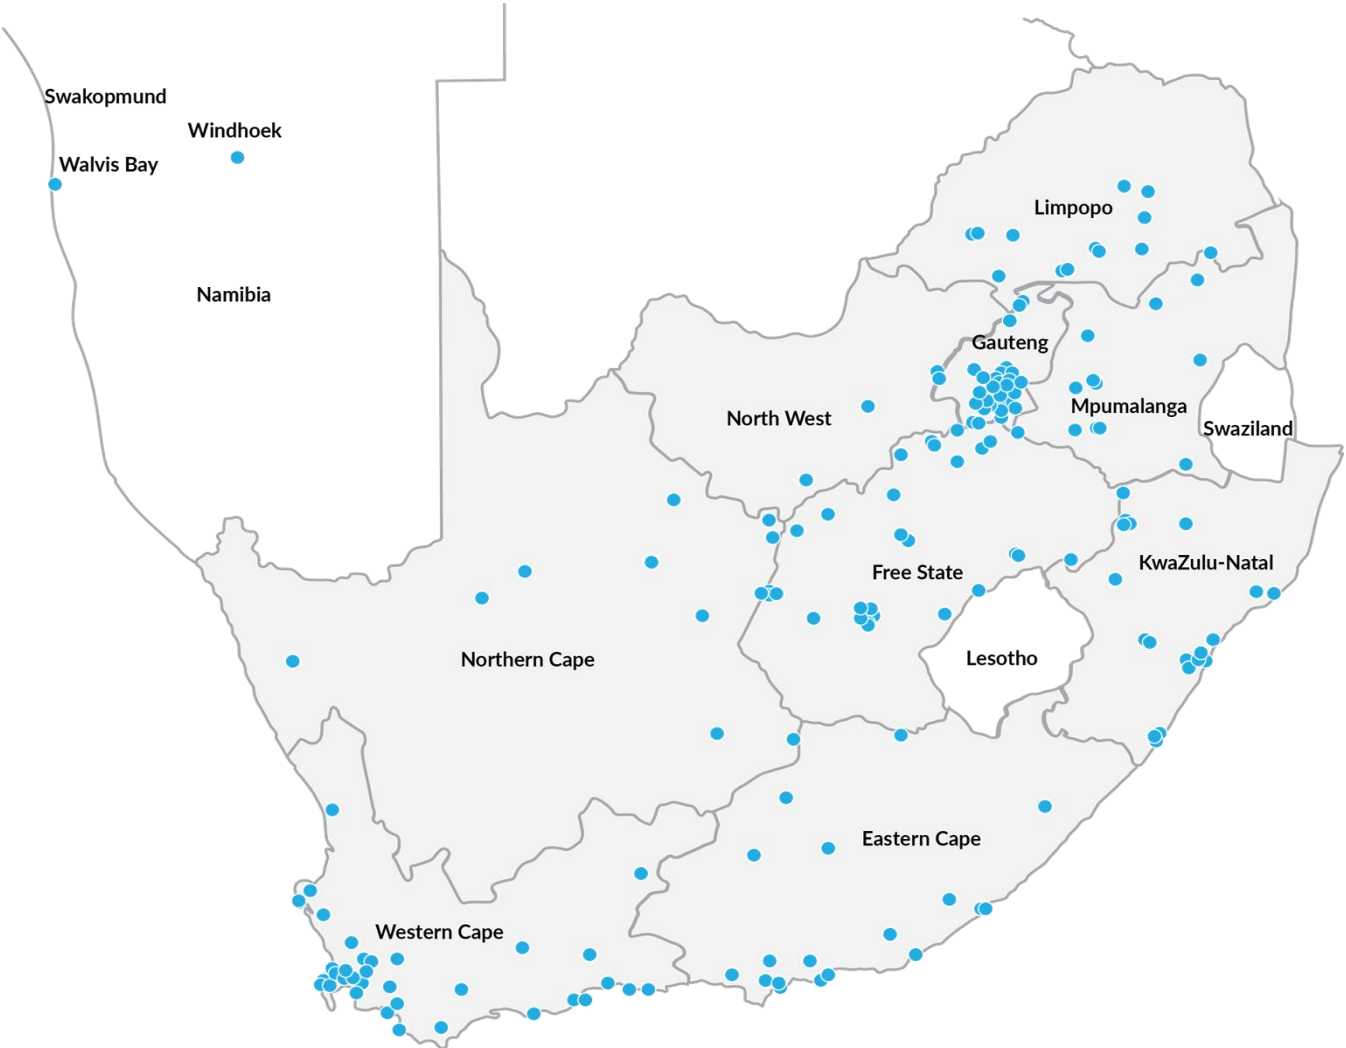 Swakopmund
Windhoek
Walvis Bay
Limpopo
Namibia
Gauteng
North West
Mpumalanga
Swaziland
KwaZulu-Natal
Free State
Northern Cape
Lesotho
Eastern Cape
Western Cape